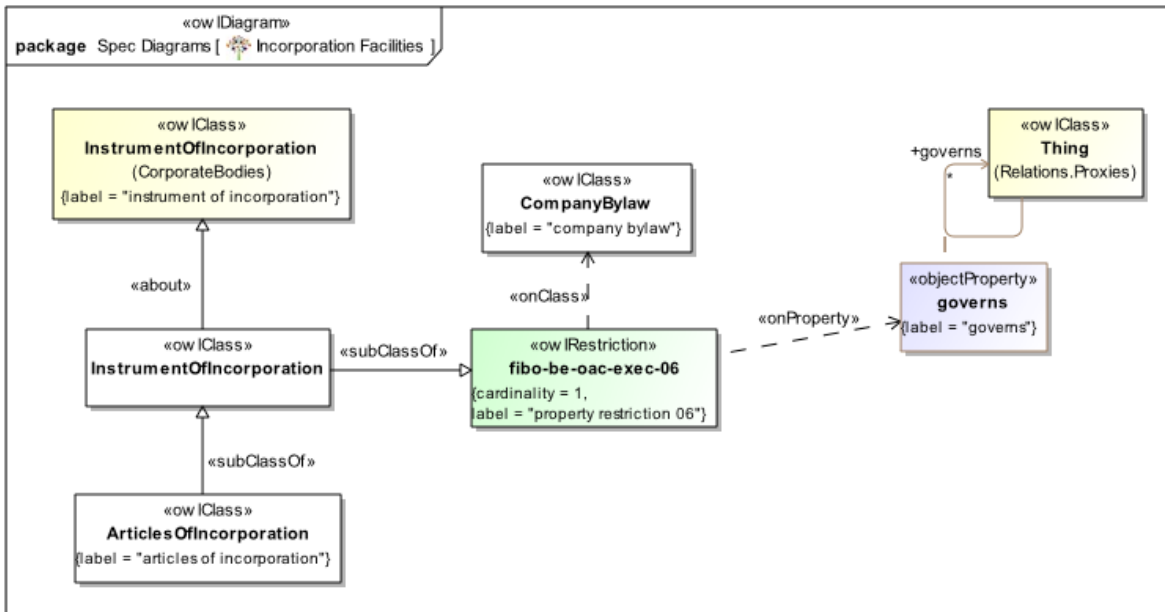 «owlDiagram»
package Spec Diagrams [ Incorporation Facilities ]
«owlClass»
InstrumentOfIncorporation
(CorporateBodies)
{label = "instrument of incorporation"}
«owlClass»
Thing
(Relations.Proxies)
+governs
*
«owlClass»
CompanyBylaw
{label = "company bylaw"}
«about»
«onClass»
«objectProperty»
governs
{label = "governs"}
«onProperty»
«owlClass»
InstrumentOfIncorporation
«subClassOf»
«owlRestriction»
fibo-be-oac-exec-06
{cardinality = 1,
label = "property restriction 06"}
«subClassOf»
«owlClass»
ArticlesOfIncorporation
{label = "articles of incorporation"}